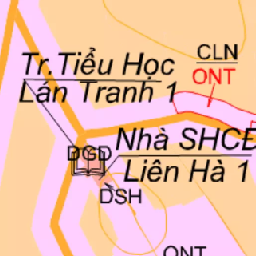 Tr.Tiểu Học
Lán Tranh 1
CLN
ONT
Nhà SHCĐ
Liên Hà 1
DGD
DSH
ONT